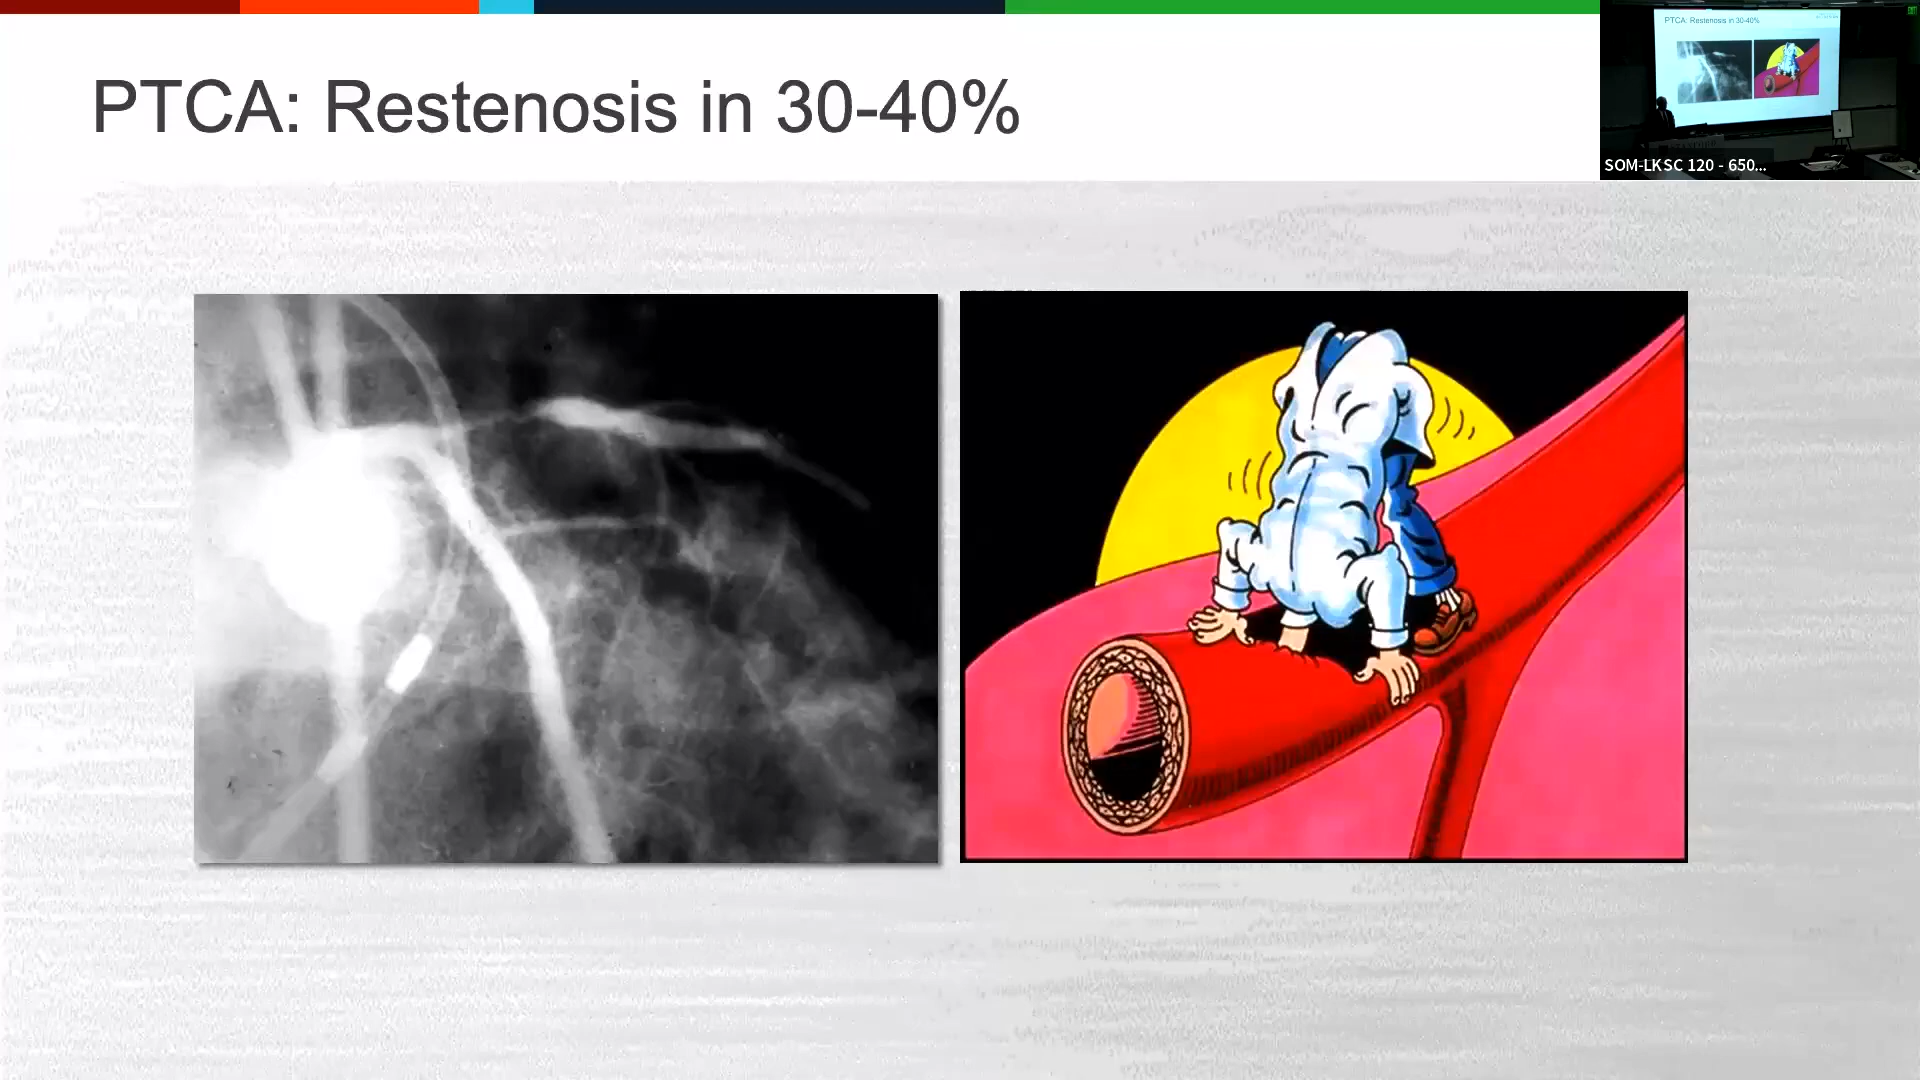 PTCA: Restenosis in 30-40%
PTCA: Restenosis in 30-40%
SOM-LKSC 120 - 650...